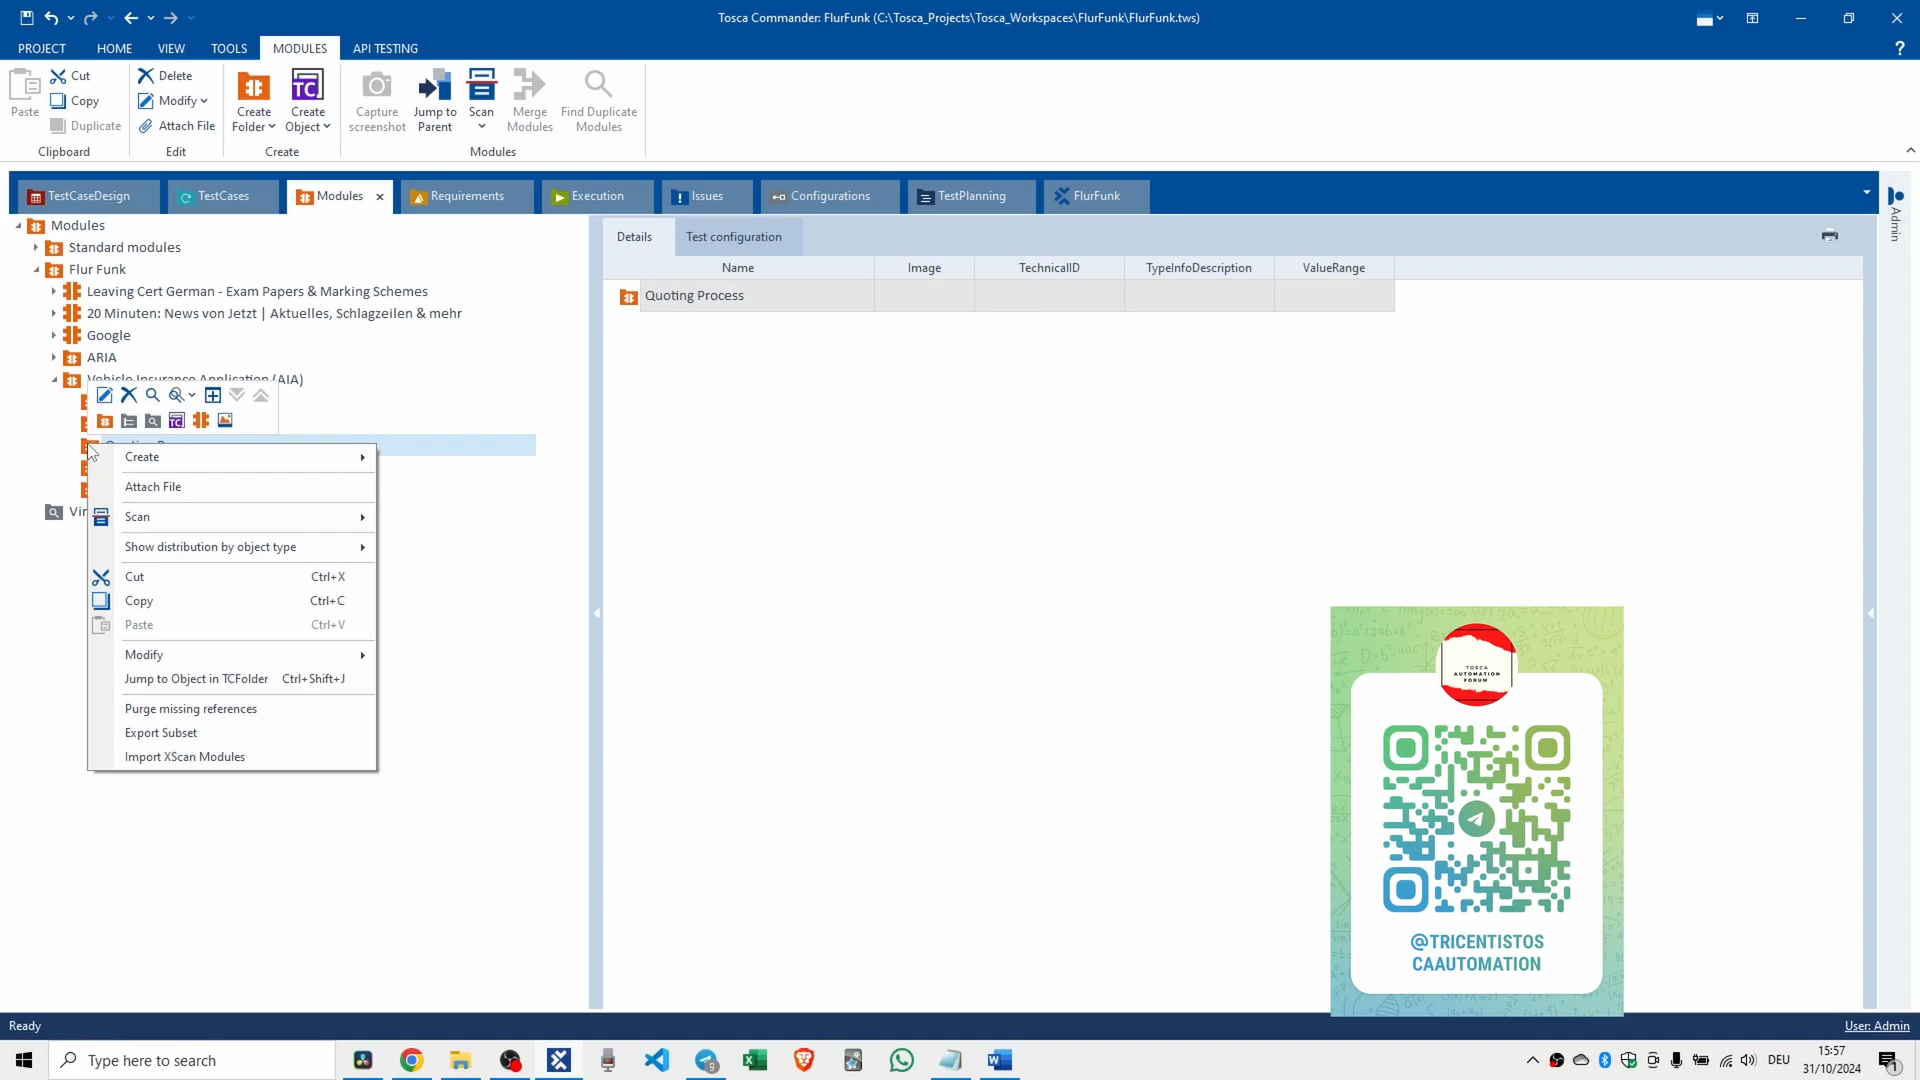 Tosca Commander: FlurFunk (C:\Tosca_Projects\Tosca_Workspaces\FlurFunk\FlurFunk.tws)
PROJECT HOME VIEW TOOLS MODULES API TESTING
?
Paste
Cut
Copy
Duplicate
Clipboard
Delete
Modify
Attach File
Edit
Create
Folder
TC
Create
Object
Create
Capture
screenshot
Jump to
Parent
Scan
Merge
Modules
Find Duplicate
Modules
Modules
TestCaseDesign TestCases Modules Requirements Execution Issues Configurations TestPlanning FlurFunk
Admin
Modules
Standard modules
Flur Funk
Leaving Cert German - Exam Papers & Marking Schemes
20 Minuten: News von Jetzt | Aktuelles, Schlagzeilen & mehr
Google
ARIA
Vehicle Insurance Application (AIA)
Create
Attach File
Scan
Show distribution by object type
Cut Ctrl+X
Copy Ctrl+C
Paste Ctrl+V
Modify
Jump to Object in TCFolder Ctrl+Shift+J
Purge missing references
Export Subset
Import XScan Modules
Details Test configuration
Name Image TechnicalID TypeInfoDescription ValueRange
Quoting Process
TOSCA
AUTOMATION
FORUM
@TRICENTISTOS
CAAUTOMATION
Ready
User: Admin
Type here to search
9
DEU
15:57
31/10/2024
1